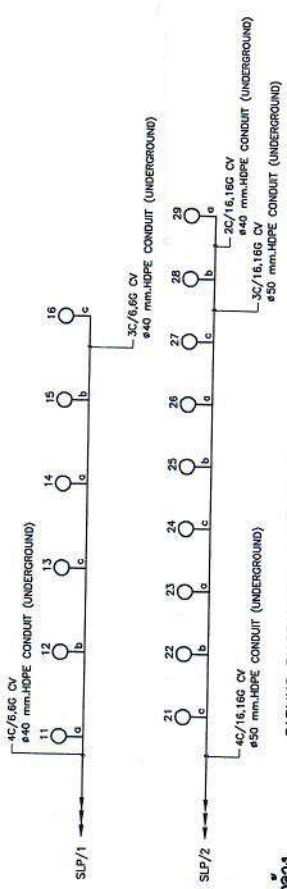 4C/6,6G CV
ø40 mm.HDPE CONDUIT (UNDERGROUND)
11
12
13
14
15
16
a
b
c
a
b
c
SLP/1
3C/6,6G CV
ø40 mm.HDPE CONDUIT (UNDERGROUND)
21
22
23
24
25
26
27
28
29
c
b
a
c
b
a
c
b
a
SLP/2
2C/16,16G CV
ø40 mm.HDPE CONDUIT (UNDERGROUND)
3C/16,16G CV
ø50 mm.HDPE CONDUIT (UNDERGROUND)
4C/16,16G CV
ø50 mm.HDPE CONDUIT (UNDERGROUND)